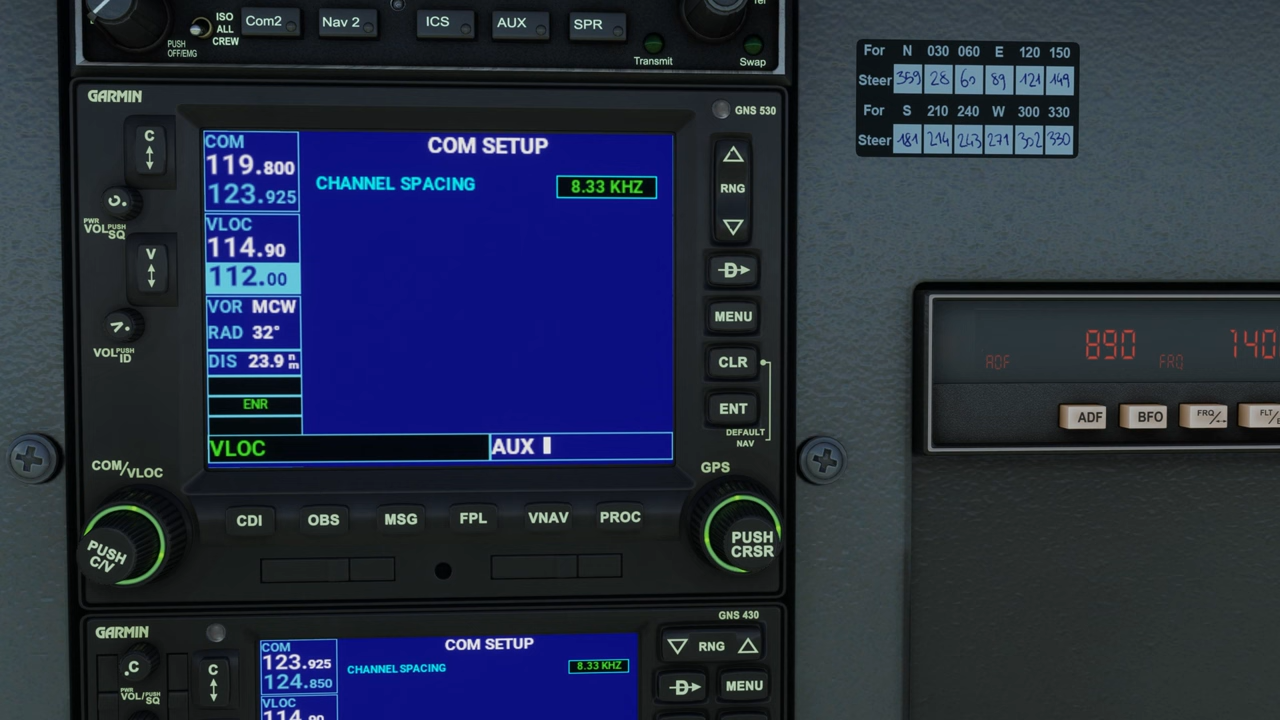 ISO
ALL
CREW
PUSH
OFF/EMG
Com2
Nav 2
ICS
AUX
SPR
Transmit
Swap
GARMIN
GNS 530
C
PWR
VOL PUSH SQ
V
VOL PUSH ID
COM
119.800
123.925
VLOC
114.90
112.00
VOR MCW
RAD 32°
DIS 23.9 nm
ENR
VLOC
COM SETUP
CHANNEL SPACING 8.33 KHZ
AUX
RNG
D
MENU
CLR
ENT
DEFAULT
NAV
COM/VLOC
PUSH
C/V
GPS
PUSH
CRSR
CDI OBS MSG FPL VNAV PROC
GARMIN
GNS 430
C
PWR
VOL/PUSH SQ
C
COM
123.925
124.850
VLOC
114.90
COM SETUP
CHANNEL SPACING 8.33 KHZ
RNG
D
MENU
For N 030 060 E 120 150
Steer 359 28 60 89 121 149
For S 210 240 W 300 330
Steer 181 214 243 271 302 330
ADF 890 FRQ 140
ADF BFO FRQ FLT/